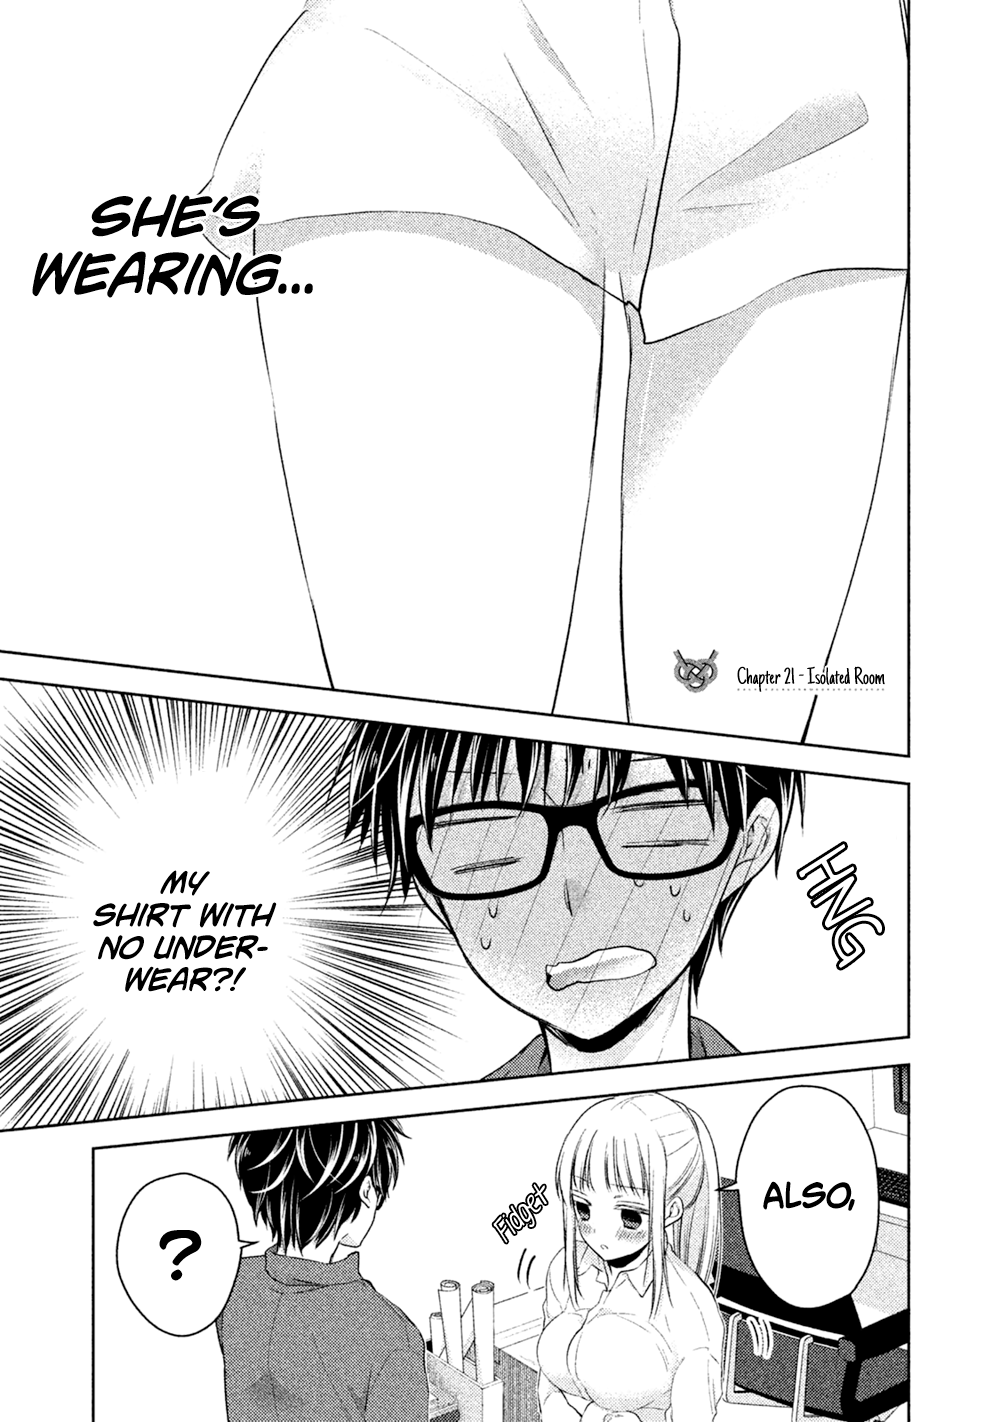 SHE'S
WEARING...
Chapter 21 - Isolated Room
MY
SHIRT WITH
NO UNDER-
WEAR?!
HNG
ALSO,
Fidget
?